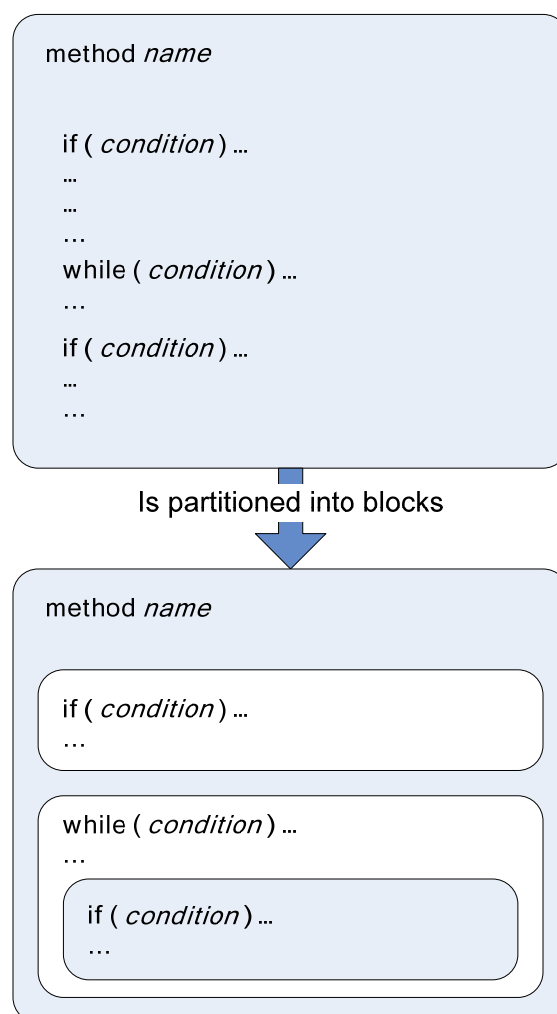 method name
if ( condition ) ...
...
...
...
while ( condition ) ...
...
if ( condition ) ...
...
...
Is partitioned into blocks
method name
if ( condition ) ...
...
while ( condition ) ...
...
if ( condition ) ...
...